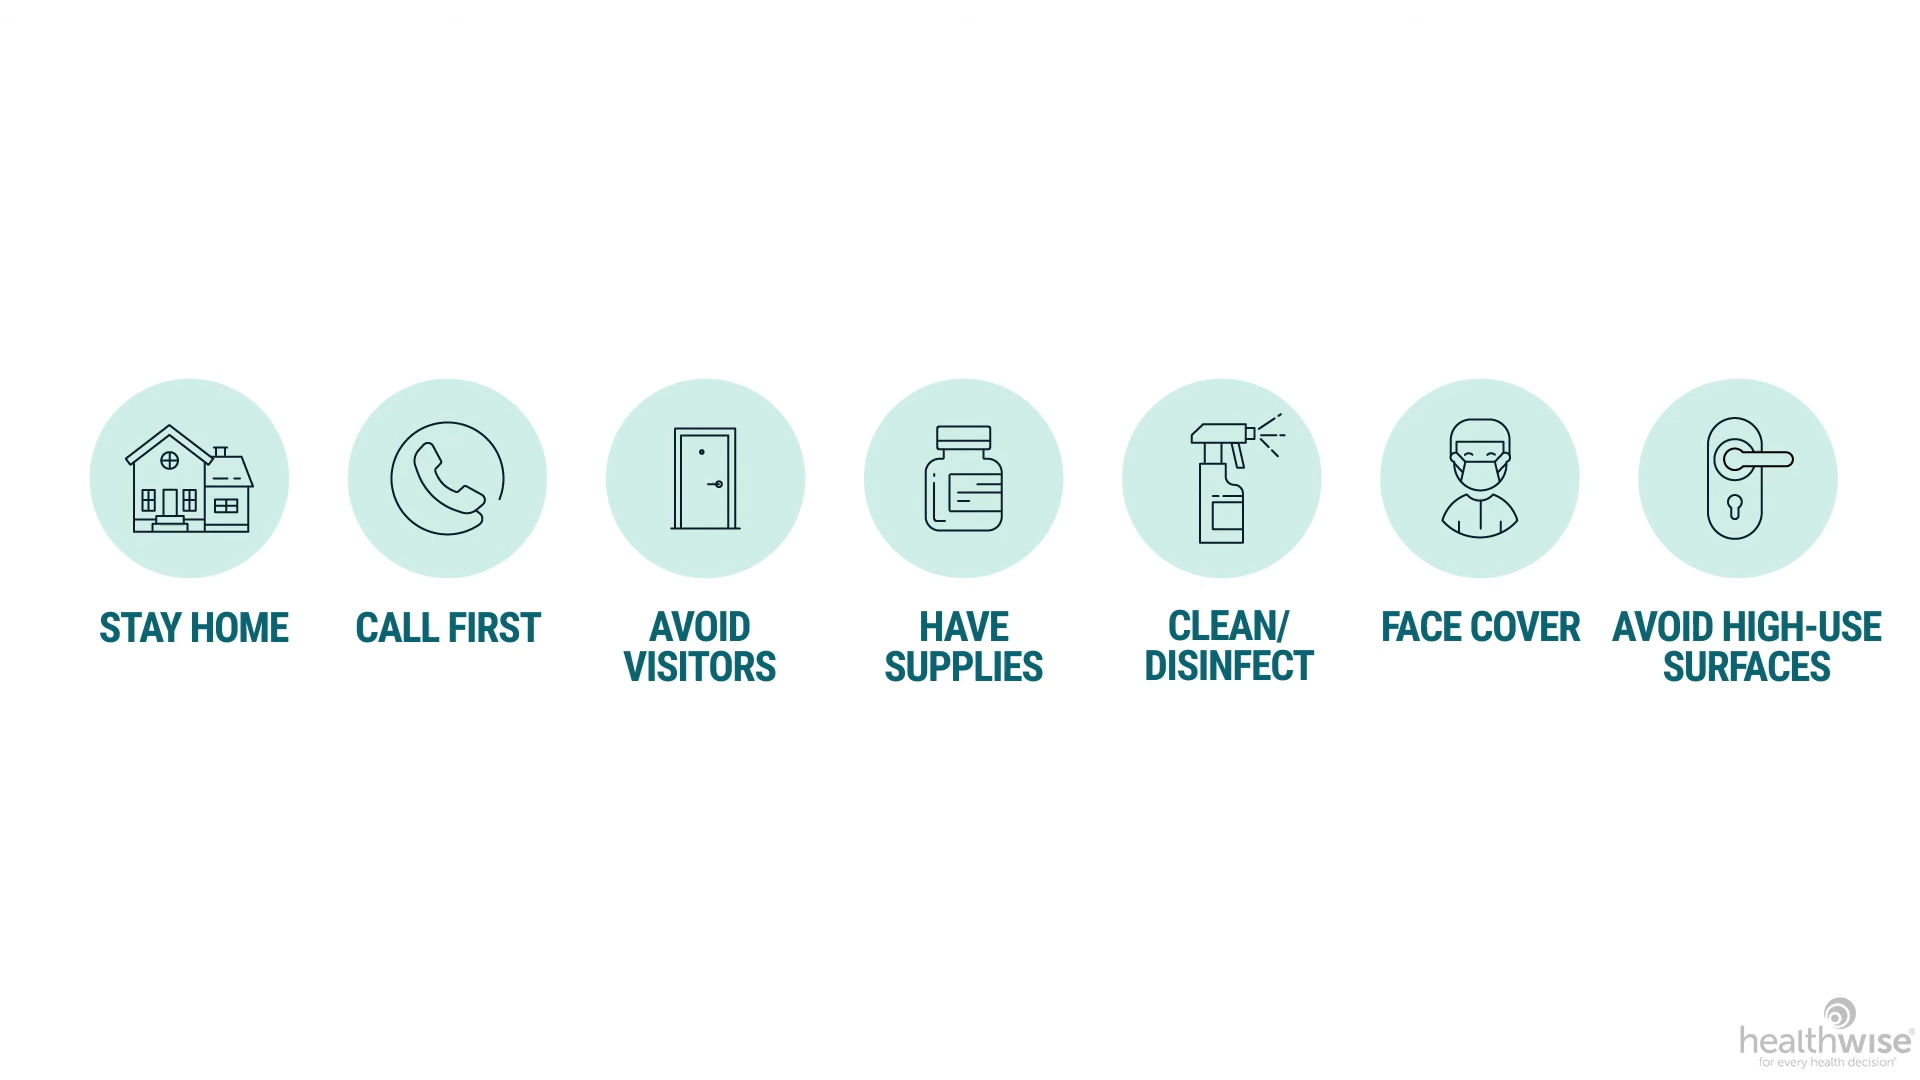 STAY HOME
CALL FIRST
AVOID
VISITORS
HAVE
SUPPLIES
CLEAN/
DISINFECT
FACE COVER
AVOID HIGH-USE
SURFACES
healthwise®
for every health decision®